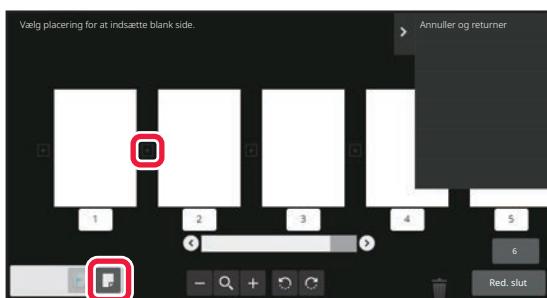 Vælg placering for at indsætte blank side.
Annuller og returner
1
2
3
4
5
6
Red. slut